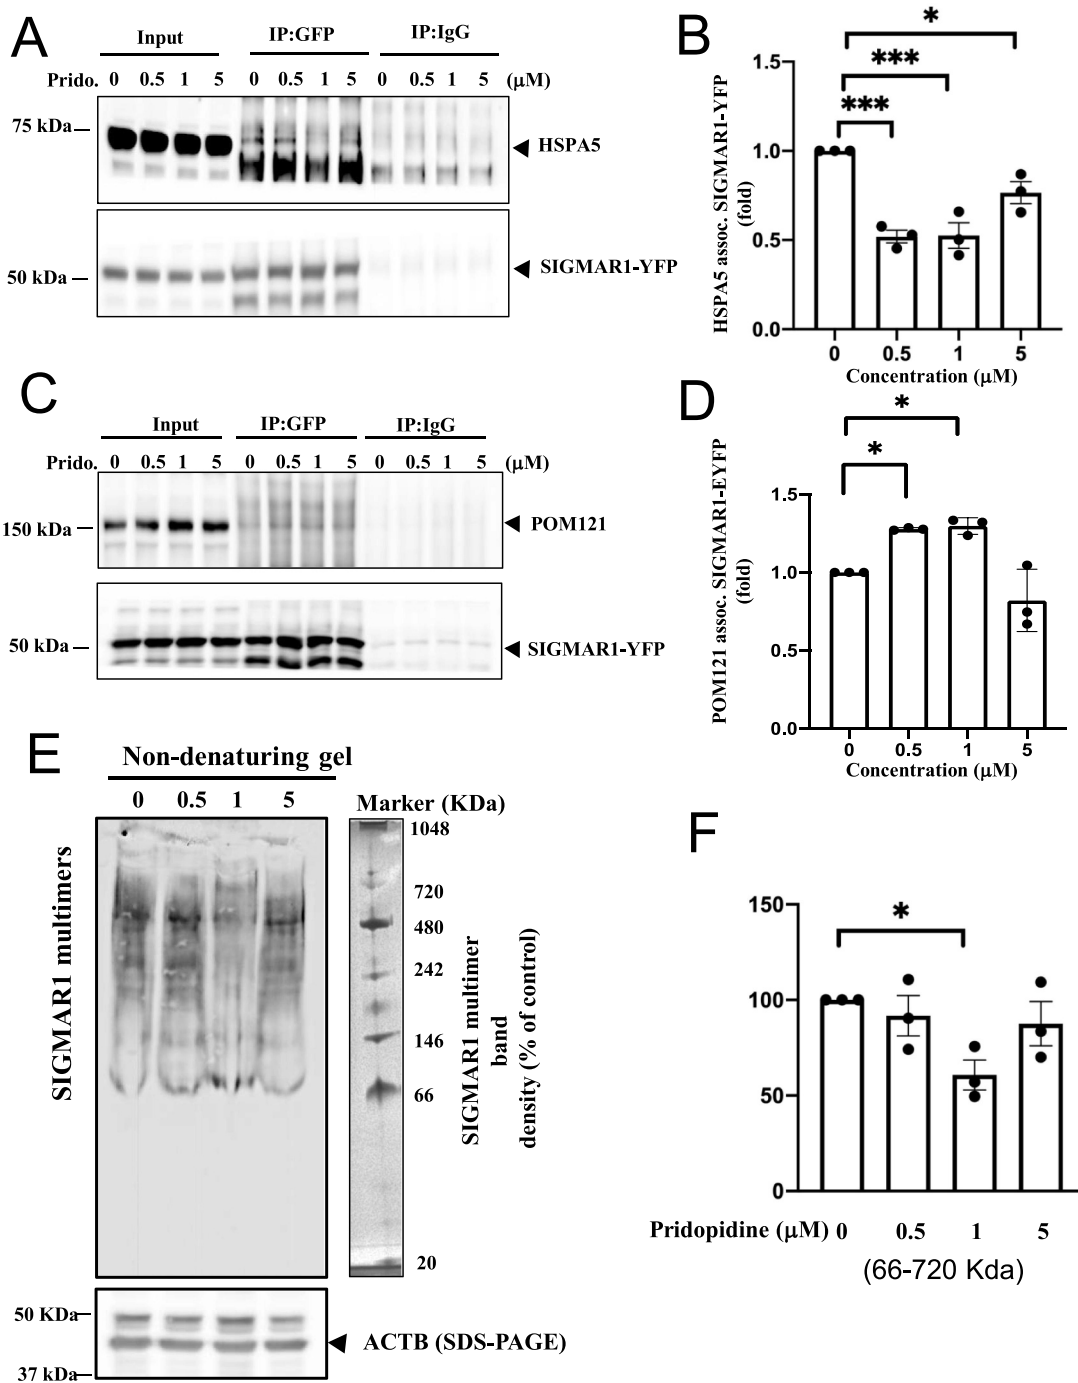 A
Input
IP:GFP
IP:IgG
Prido. 0 0.5 1 5 0 0.5 1 5 0 0.5 1 5 (μM)
75 kDa
HSPA5
50 kDa
SIGMAR1-YFP
B
HSPA5 assoc. SIGMAR1-YFP
(fold)
*
***
***
1.5
1.0
0.5
0.0
0 0.5 1 5
Concentration (μM)
C
Input
IP:GFP
IP:IgG
Prido. 0 0.5 1 5 0 0.5 1 5 0 0.5 1 5 (μM)
150 kDa
POM121
50 kDa
SIGMAR1-YFP
D
POM121 assoc. SIGMAR1-EYFP
(fold)
*
*
1.5
1.0
0.5
0.0
0 0.5 1 5
Concentration (μM)
E
Non-denaturing gel
0 0.5 1 5
SIGMAR1 multimers
Marker (KDa)
1048
720
480
242
146
66
20
50 KDa
ACTB (SDS-PAGE)
37 kDa
F
SIGMAR1 multimer
band
density (% of control)
*
150
100
50
0
Pridopidine (μM) 0 0.5 1 5
(66-720 Kda)